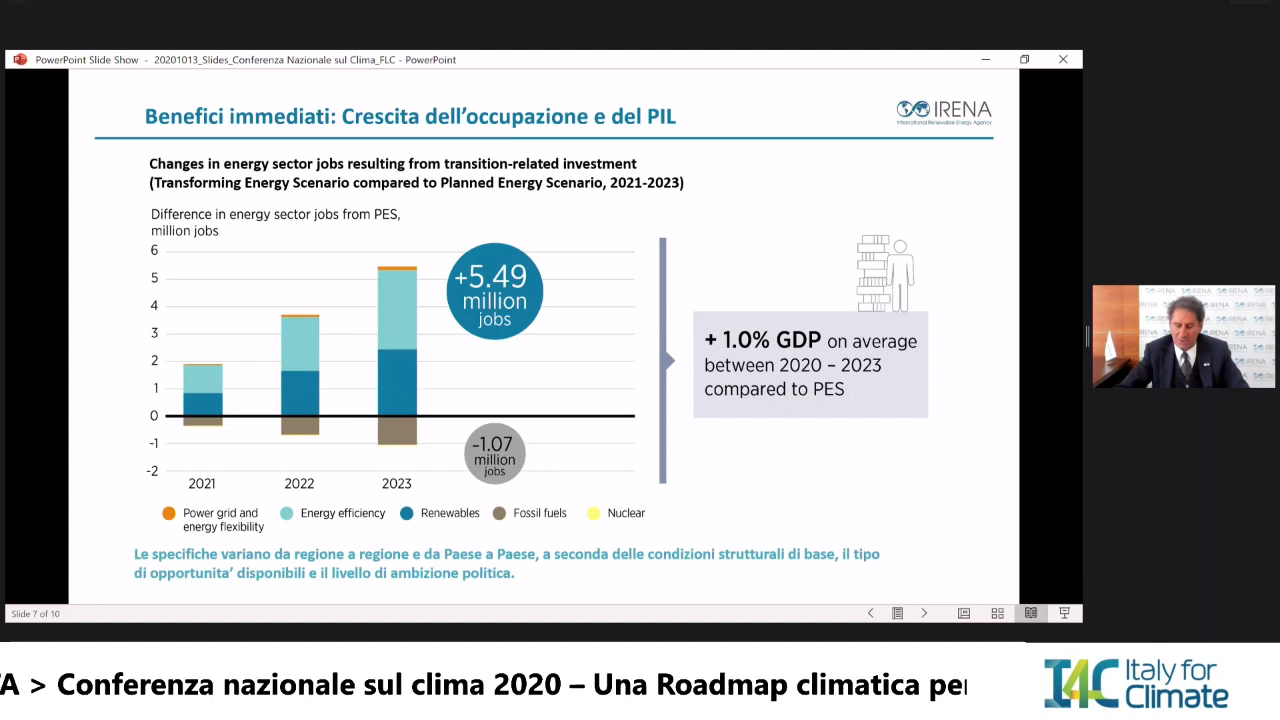 PowerPoint Slide Show - 20201013_Slides_Conferenza Nazionale sul Clima_FLC - PowerPoint
Benefici immediati: Crescita dell’occupazione e del PIL
IRENA
International Renewable Energy Agency
Changes in energy sector jobs resulting from transition-related investment
(Transforming Energy Scenario compared to Planned Energy Scenario, 2021-2023)
Difference in energy sector jobs from PES,
million jobs
6
5
4
3
2
1
0
-1
-2
2021
2022
2023
+5.49
million
jobs
-1.07
million
jobs
+ 1.0% GDP on average
between 2020 – 2023
compared to PES
Power grid and
energy flexibility
Energy efficiency
Renewables
Fossil fuels
Nuclear
Le specifiche variano da regione a regione e da Paese a Paese, a seconda delle condizioni strutturali di base, il tipo
di opportunita’ disponibili e il livello di ambizione politica.
Slide 7 of 10
IRENA
TA > Conferenza nazionale sul clima 2020 – Una Roadmap climatica per
I4C Italy for
Climate